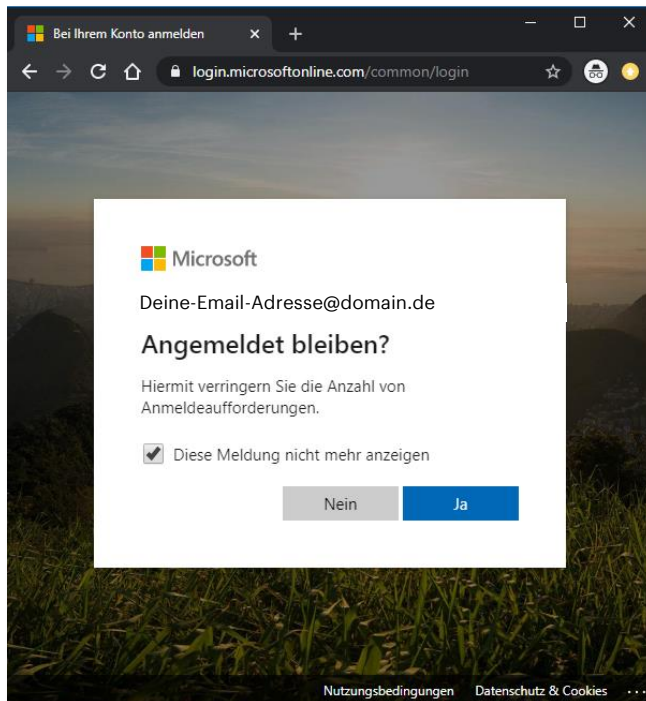 Bei Ihrem Konto anmelden
login.microsoftonline.com/common/login
Microsoft
Deine-Email-Adresse@domain.de
Angemeldet bleiben?
Hiermit verringern Sie die Anzahl von
Anmeldeaufforderungen.
Diese Meldung nicht mehr anzeigen
Nein Ja
Nutzungsbedingungen Datenschutz & Cookies ...